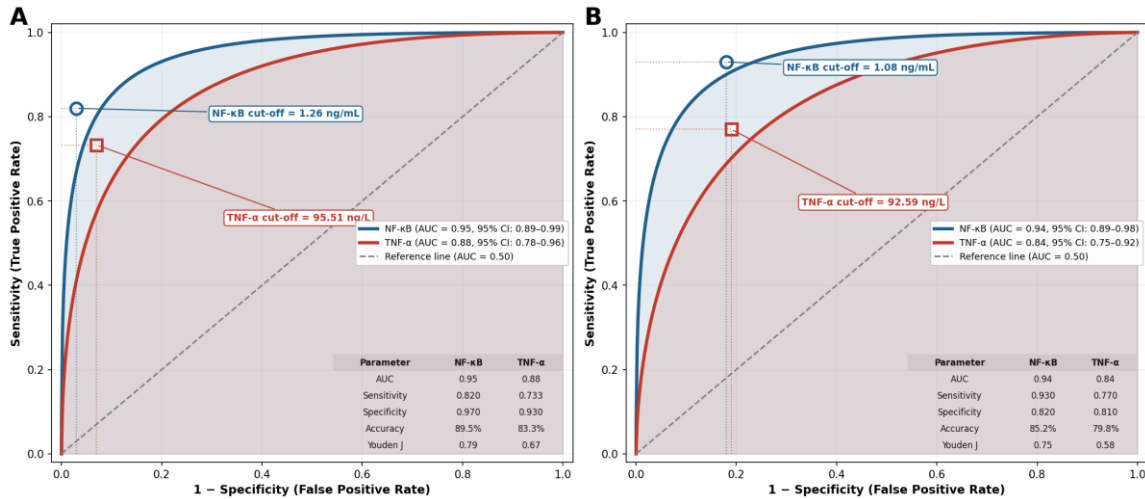 A
Sensitivity (True Positive Rate)
1.0
0.8
0.6
0.4
0.2
0.0
NF-κB cut-off = 1.26 ng/mL
TNF-α cut-off = 95.51 ng/L
NF-κB (AUC = 0.95, 95% CI: 0.89–0.99)
TNF-α (AUC = 0.88, 95% CI: 0.78–0.96)
Reference line (AUC = 0.50)
Parameter NF-κB TNF-α
AUC 0.95 0.88
Sensitivity 0.820 0.733
Specificity 0.970 0.930
Accuracy 89.5% 83.3%
Youden J 0.79 0.67
0.0 0.2 0.4 0.6 0.8 1.0
1 − Specificity (False Positive Rate)
B
Sensitivity (True Positive Rate)
1.0
0.8
0.6
0.4
0.2
0.0
NF-κB cut-off = 1.08 ng/mL
TNF-α cut-off = 92.59 ng/L
NF-κB (AUC = 0.94, 95% CI: 0.89–0.98)
TNF-α (AUC = 0.84, 95% CI: 0.75–0.92)
Reference line (AUC = 0.50)
Parameter NF-κB TNF-α
AUC 0.94 0.84
Sensitivity 0.930 0.770
Specificity 0.820 0.810
Accuracy 85.2% 79.8%
Youden J 0.75 0.58
0.0 0.2 0.4 0.6 0.8 1.0
1 − Specificity (False Positive Rate)